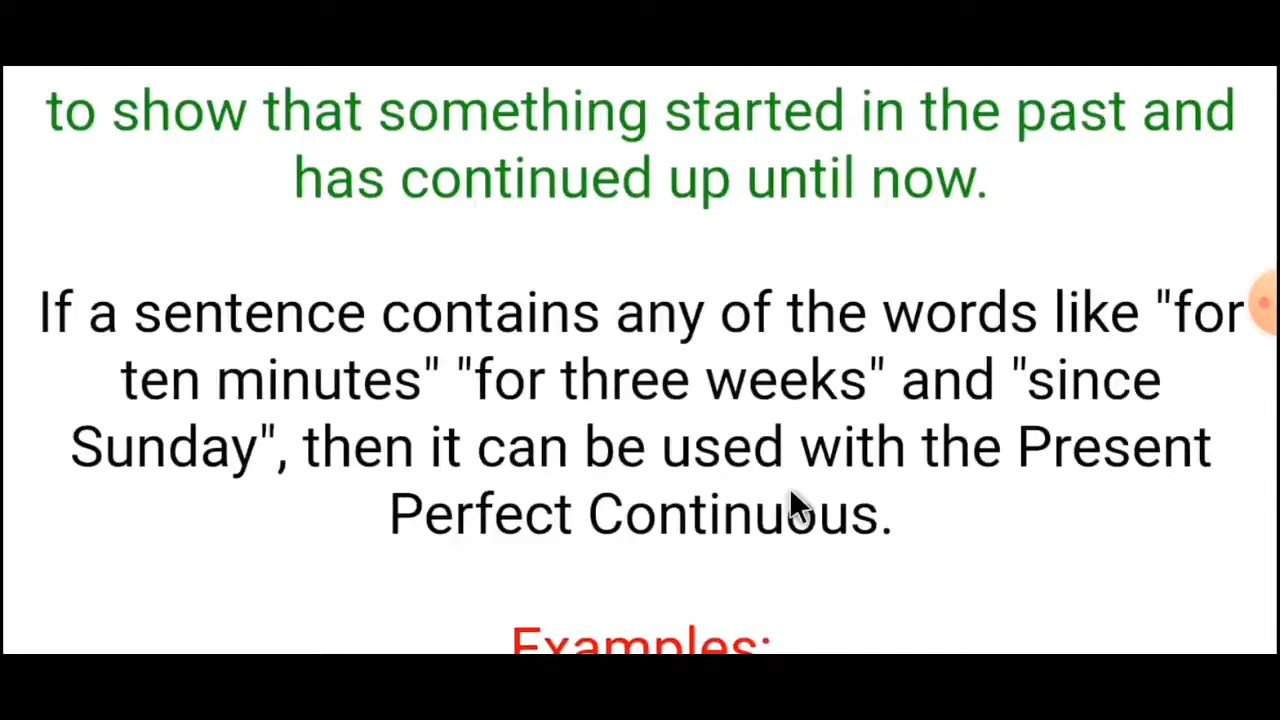 to show that something started in the past and
has continued up until now.
If a sentence contains any of the words like "for
ten minutes" "for three weeks" and "since
Sunday", then it can be used with the Present
Perfect Continuous.
Examples: